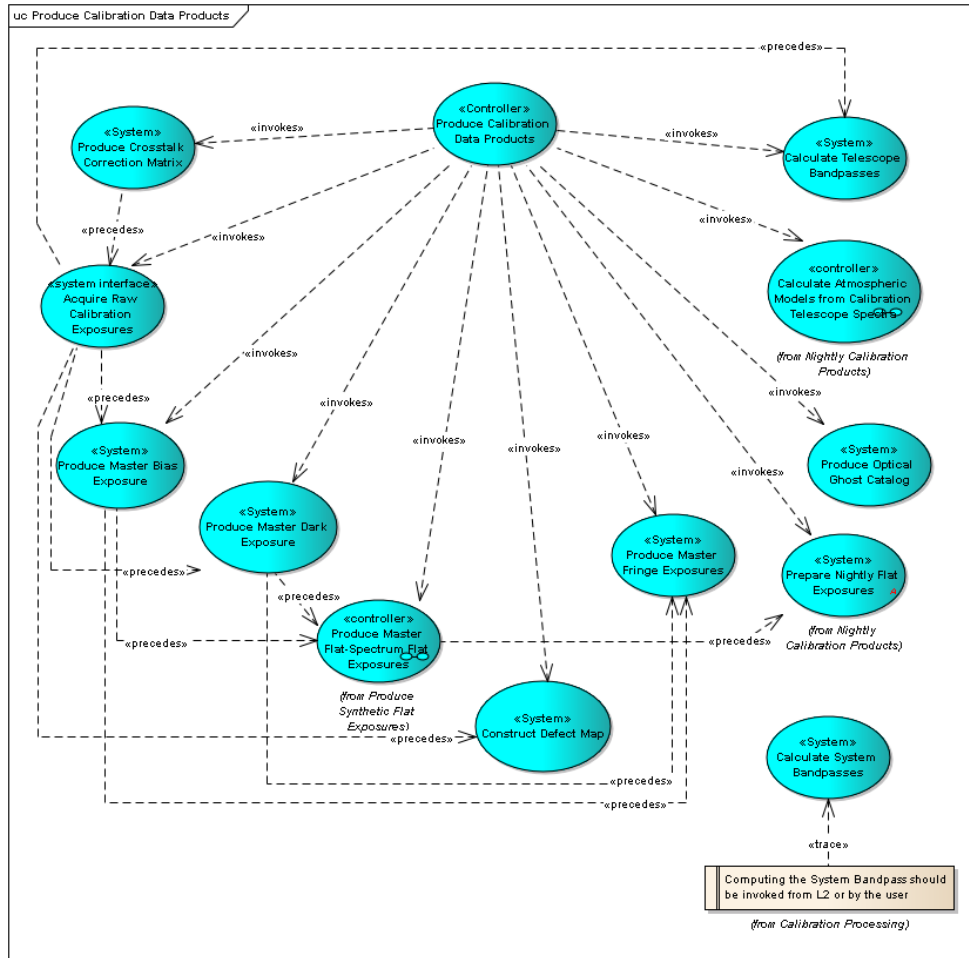 uc Produce Calibration Data Products
«precedes»
«Controller»
Produce Calibration
Data Products
«System»
Produce Crosstalk
Correction Matrix
«invokes»
«invokes»
«System»
Calculate Telescope
Bandpasses
«precedes»
«invokes»
«invokes»
«system interface»
Acquire Raw
Calibration
Exposures
«controller»
Calculate Atmospheric
Models from Calibration
Telescope Spectra
(from Nightly Calibration
Products)
«precedes»
«invokes»
«invokes»
«invokes»
«invokes»
«invokes»
«invokes»
«invokes»
«System»
Produce Master Bias
Exposure
«System»
Produce Optical
Ghost Catalog
«System»
Produce Master Dark
Exposure
«System»
Produce Master
Fringe Exposures
«System»
Prepare Nightly Flat
Exposures
A
(from Nightly
Calibration Products)
«precedes»
«precedes»
«controller»
Produce Master
Flat-Spectrum Flat
Exposures
(from Produce
Synthetic Flat
Exposures)
«precedes»
«precedes»
«System»
Construct Defect Map
«precedes»
«precedes»
«precedes»
«System»
Calculate System
Bandpasses
«trace»
Computing the System Bandpass should
be invoked from L2 or by the user
(from Calibration Processing)